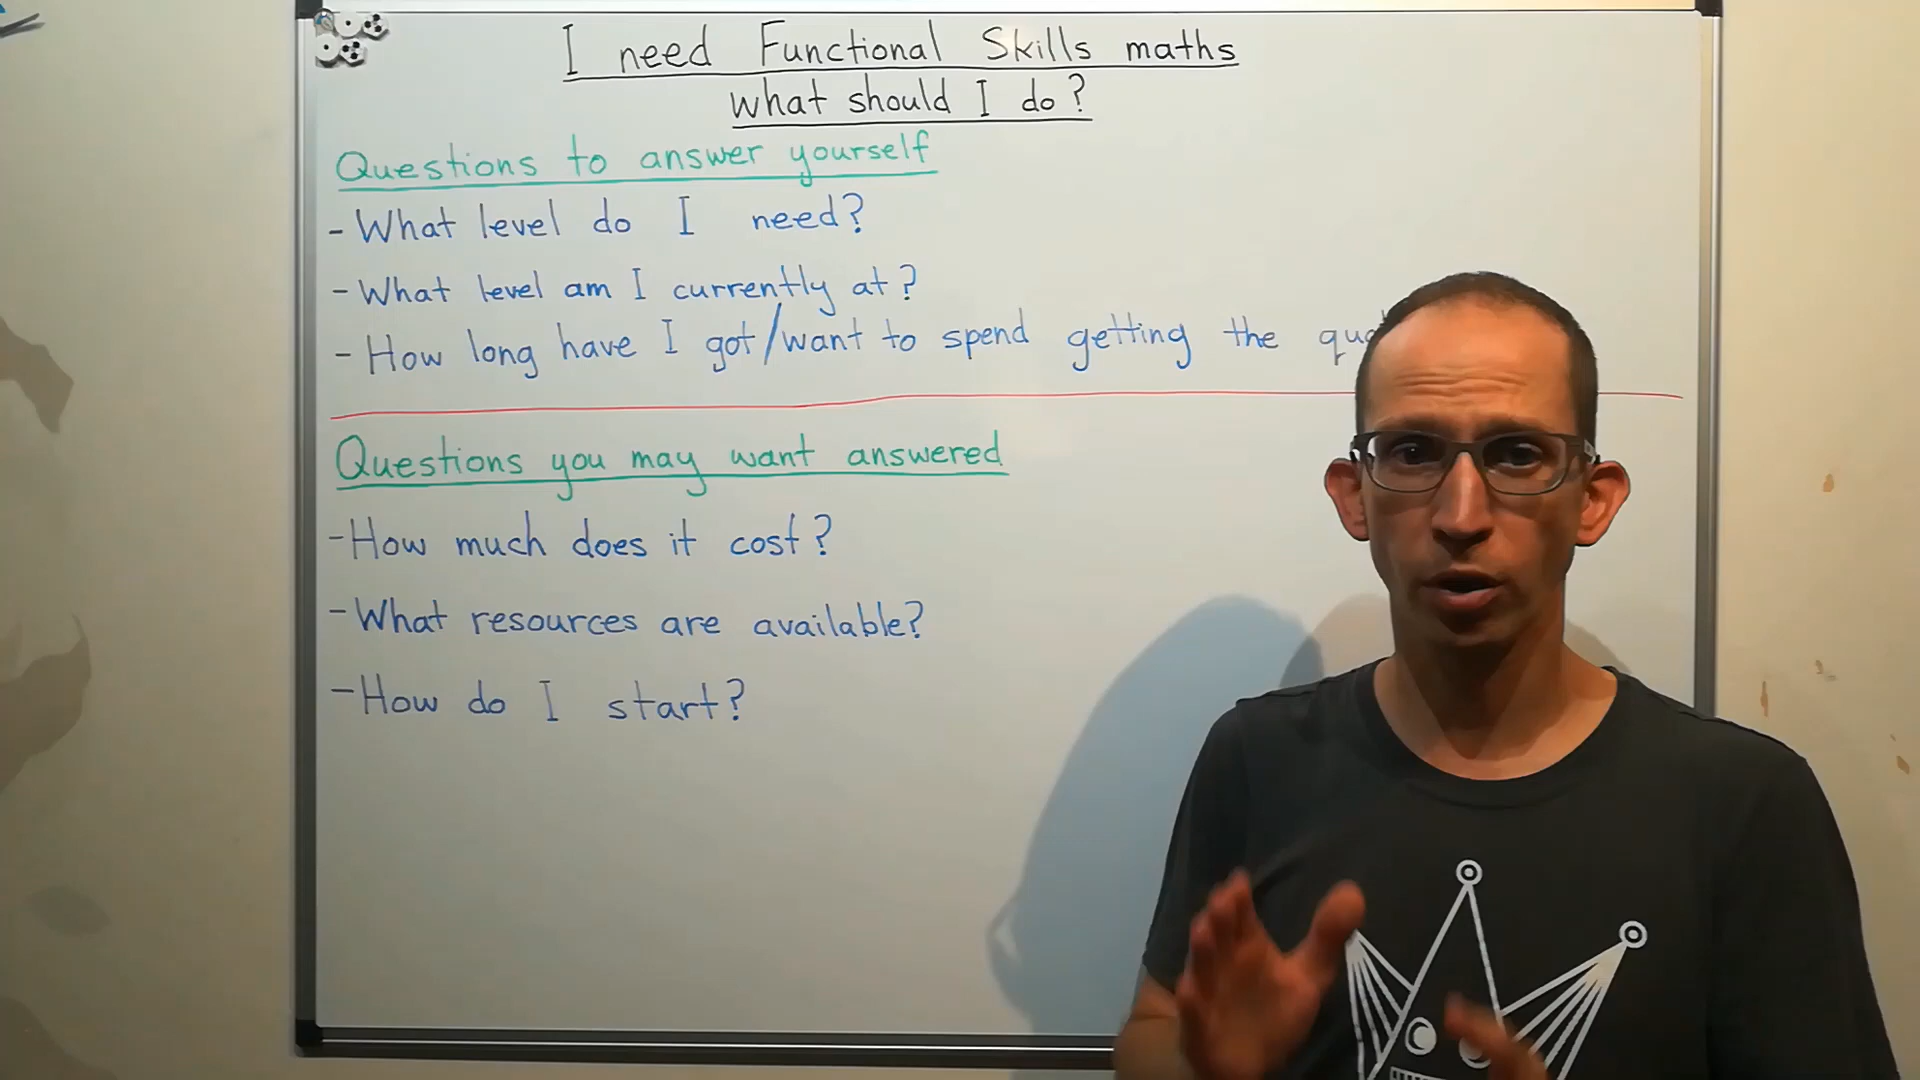 I need Functional Skills maths
what should I do?
Questions to answer yourself
- What level do I need?
- What level am I currently at?
- How long have I got/want to spend getting the
Questions you may want answered
- How much does it cost?
- What resources are available?
- How do I start?